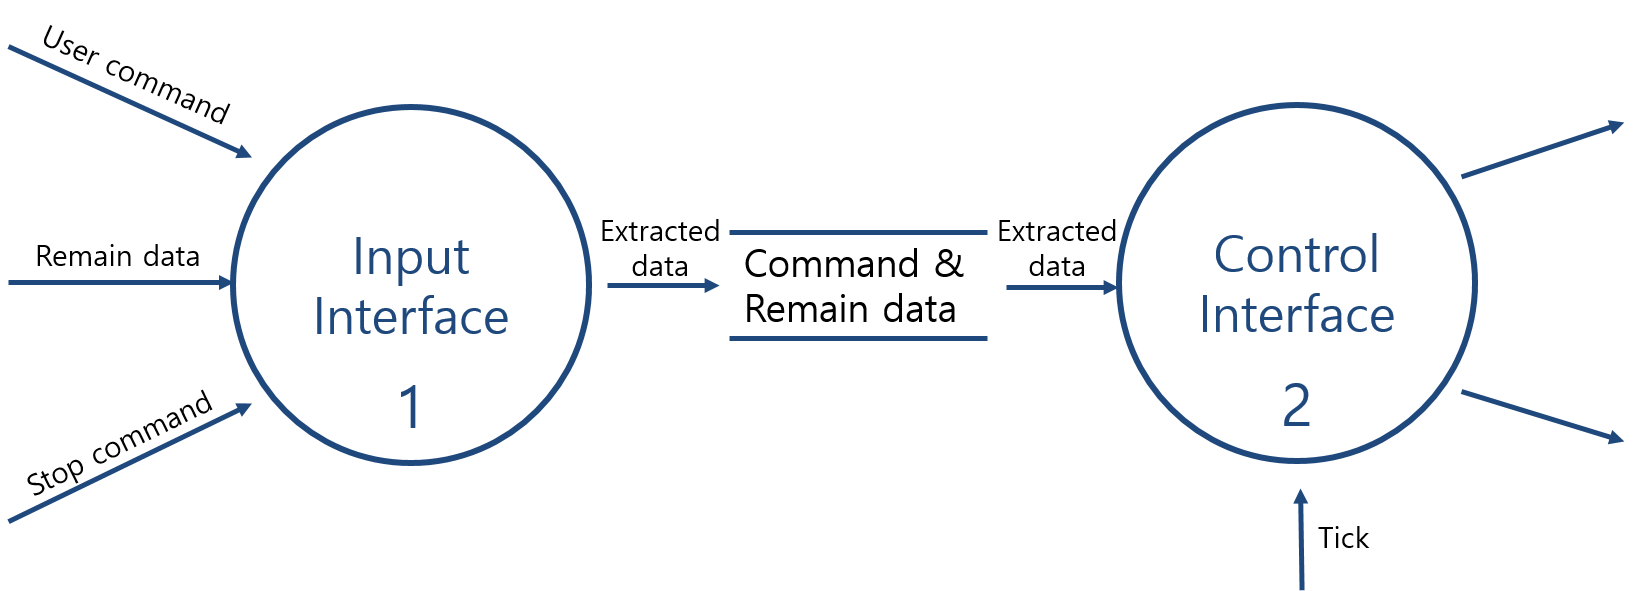 User command
Remain data
Stop command
Input
Interface
1
Extracted
data
Command &
Remain data
Extracted
data
Control
Interface
2
Tick